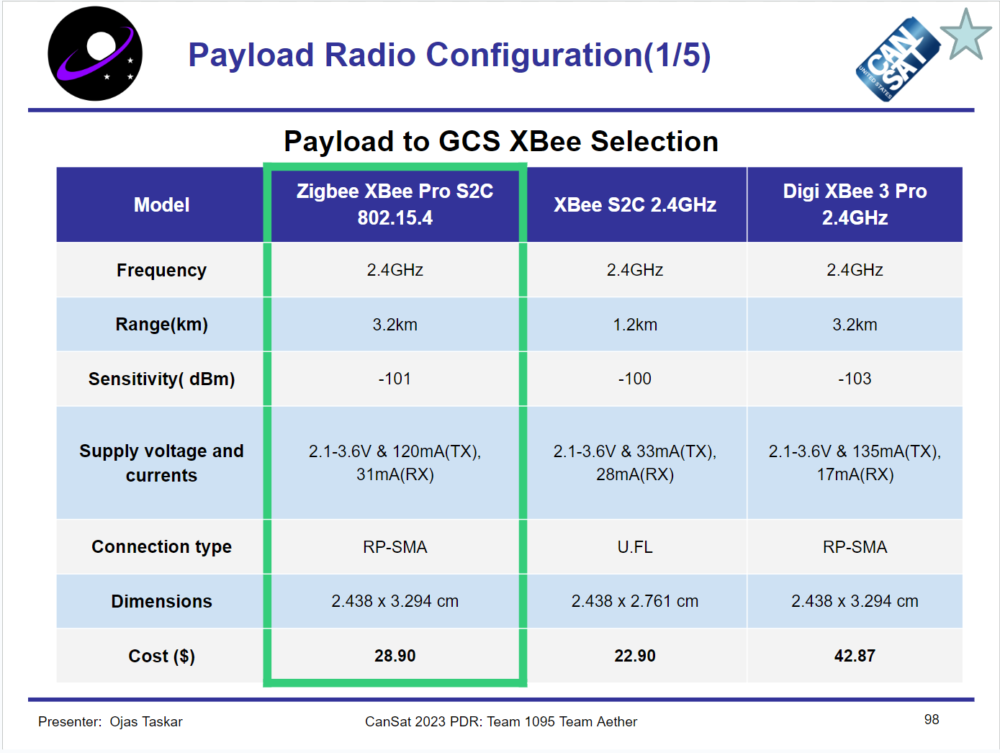 Payload Radio Configuration(1/5)
CAN
SAT
UNITED STATES
Payload to GCS XBee Selection
Model
Zigbee XBee Pro S2C
802.15.4
XBee S2C 2.4GHz
Digi XBee 3 Pro
2.4GHz
Frequency
2.4GHz
2.4GHz
2.4GHz
Range(km)
3.2km
1.2km
3.2km
Sensitivity( dBm)
-101
-100
-103
Supply voltage and
currents
2.1-3.6V & 120mA(TX),
31mA(RX)
2.1-3.6V & 33mA(TX),
28mA(RX)
2.1-3.6V & 135mA(TX),
17mA(RX)
Connection type
RP-SMA
U.FL
RP-SMA
Dimensions
2.438 x 3.294 cm
2.438 x 2.761 cm
2.438 x 3.294 cm
Cost ($)
28.90
22.90
42.87
Presenter:  Ojas Taskar
CanSat 2023 PDR: Team 1095 Team Aether
98